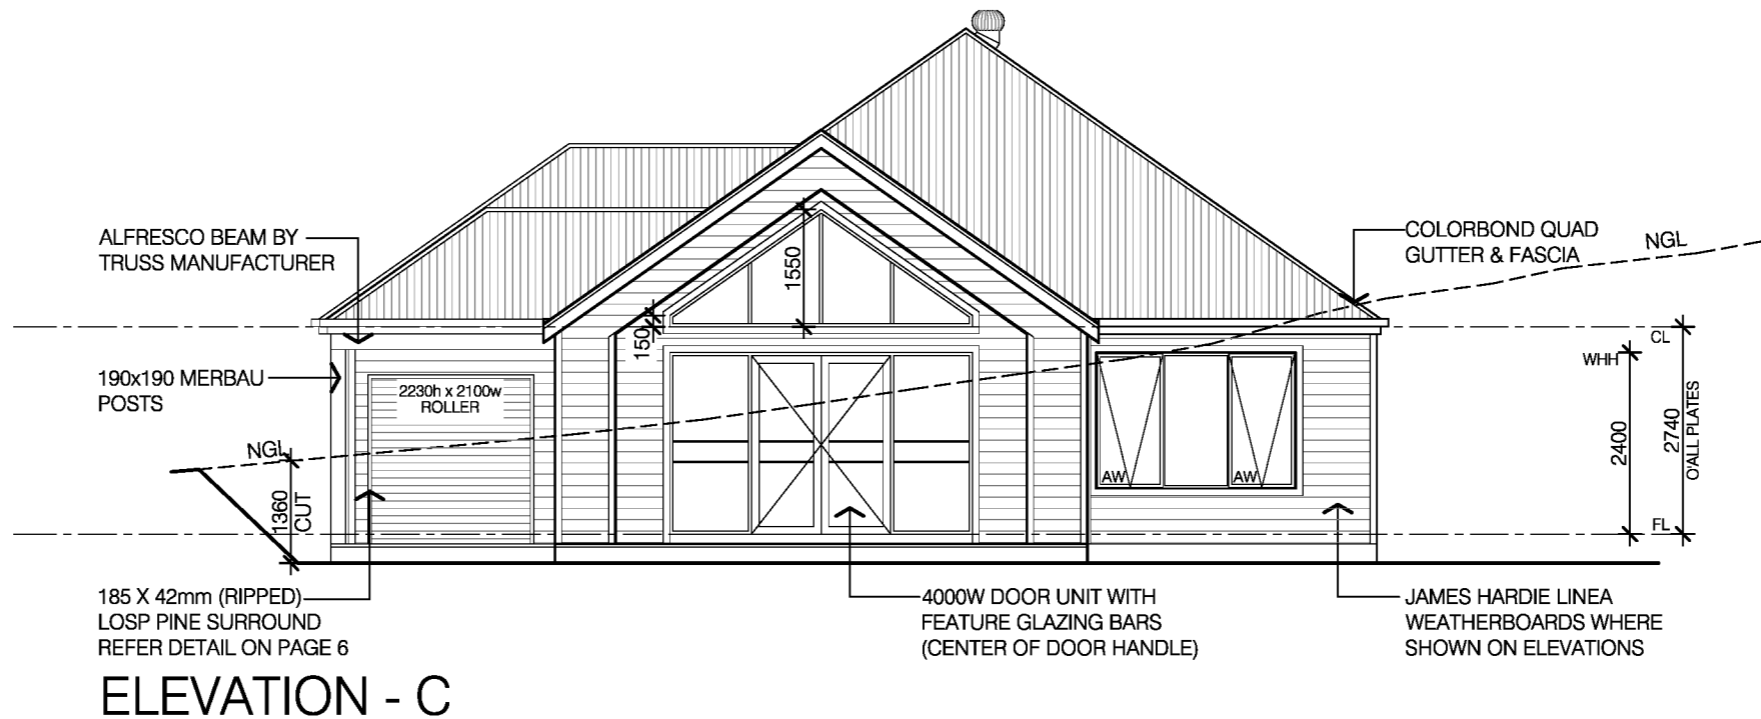 ALFRESCO BEAM BY
TRUSS MANUFACTURER
190x190 MERBAU
POSTS
NGL
1360
CUT
2230h x 2100w
ROLLER
150
1550
COLORBOND QUAD
GUTTER & FASCIA
NGL
CL
WHH
2400
2740
O'ALL PLATES
FL
AW
AW
185 X 42mm (RIPPED)
LOSP PINE SURROUND
REFER DETAIL ON PAGE 6
4000W DOOR UNIT WITH
FEATURE GLAZING BARS
(CENTER OF DOOR HANDLE)
JAMES HARDIE LINEA
WEATHERBOARDS WHERE
SHOWN ON ELEVATIONS
ELEVATION - C